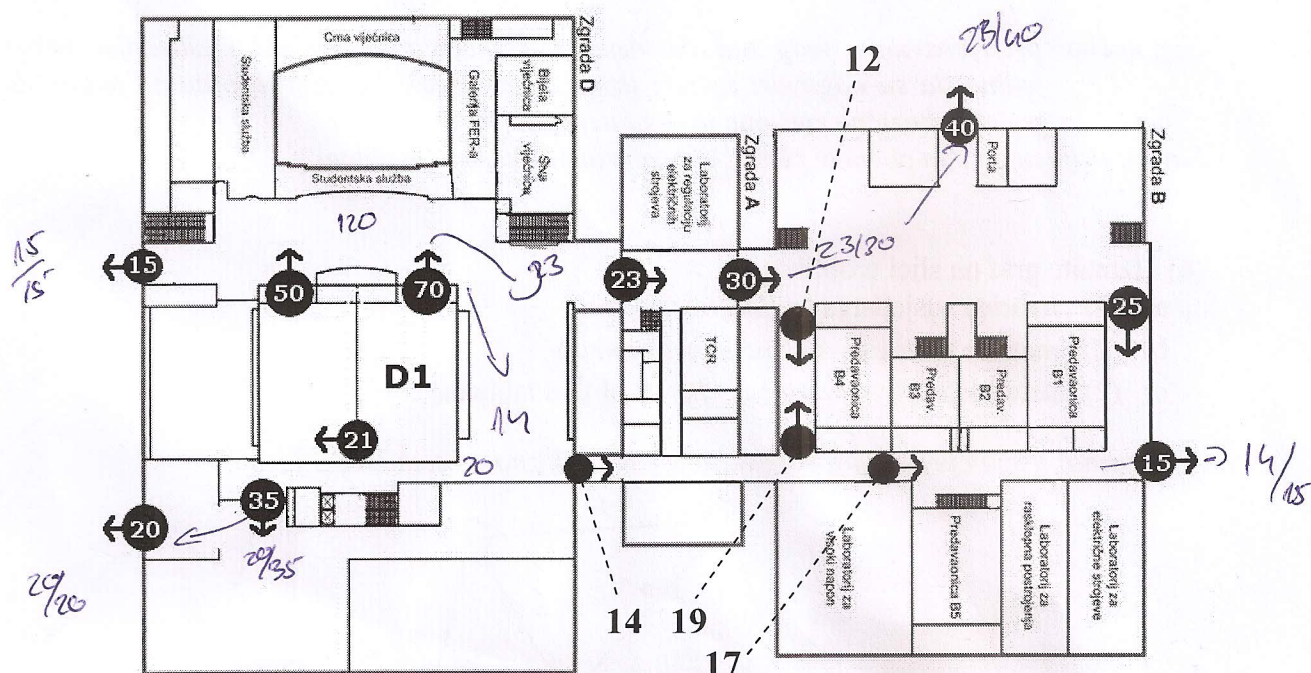 Zgrada D
Crna vijećnica
Studentska služba
Galerija FER-a
Bijela vijećnica
Siva vijećnica
Studentska služba
120
12
23/40
40
Porta
Zgrada B
Laboratorij za regulaciju električnih strojeva
Zgrada A
15/15
15
50
70
23
23
30
23/30
25
D1
14
TCR
Predavaonica B4
Predav. B3
Predav. B2
Predavaonica B1
21
20
15
14/15
35
20
20/35
20/20
14
19
17
Laboratorij za visoki napon
Predavaonica B5
Laboratorij za rasklopna postrojenja
Laboratorij za električne strojeve